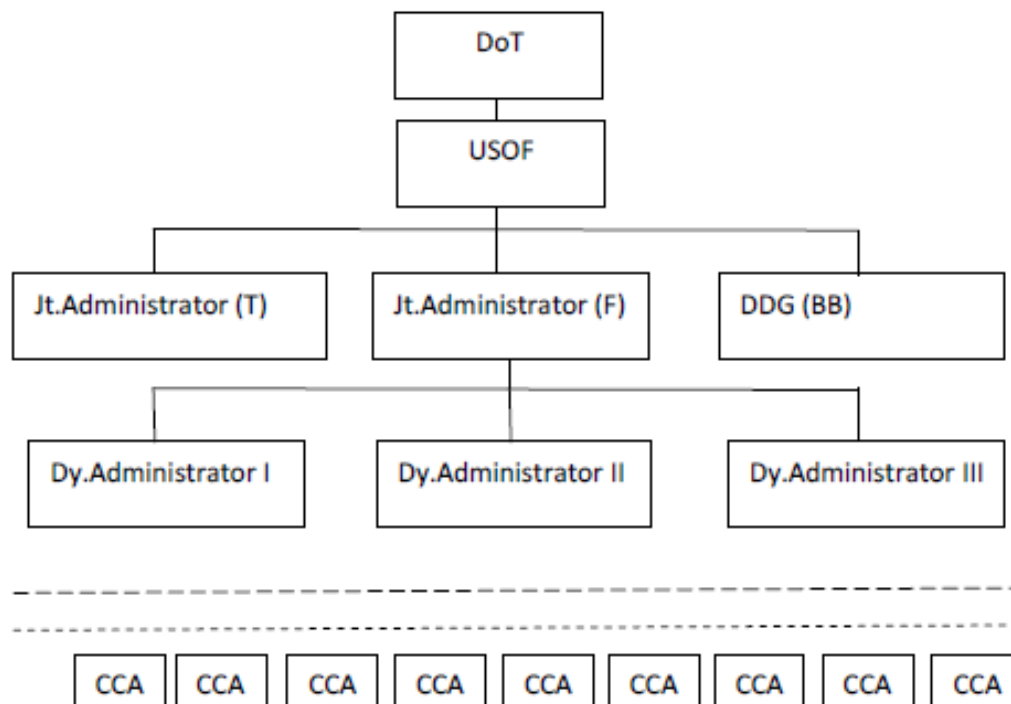 DoT
USOF
Jt.Administrator (T)
Jt.Administrator (F)
DDG (BB)
Dy.Administrator I
Dy.Administrator II
Dy.Administrator III
CCA
CCA
CCA
CCA
CCA
CCA
CCA
CCA
CCA